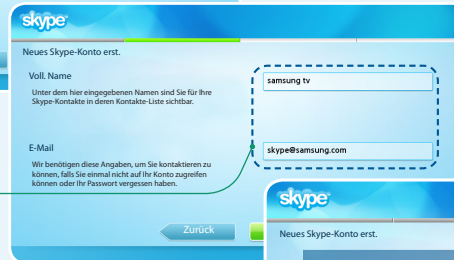 skype
Neues Skype-Konto erst.
Voll. Name
samsung tv
Unter dem hier eingegebenen Namen sind Sie für Ihre
Skype-Kontakte in deren Kontakte-Liste sichtbar.
E-Mail
skype@samsung.com
Wir benötigen diese Angaben, um Sie kontaktieren zu
können, falls Sie einmal nicht auf Ihr Konto zugreifen
können oder Ihr Passwort vergessen haben.
Zurück
skype
Neues Skype-Konto erst.